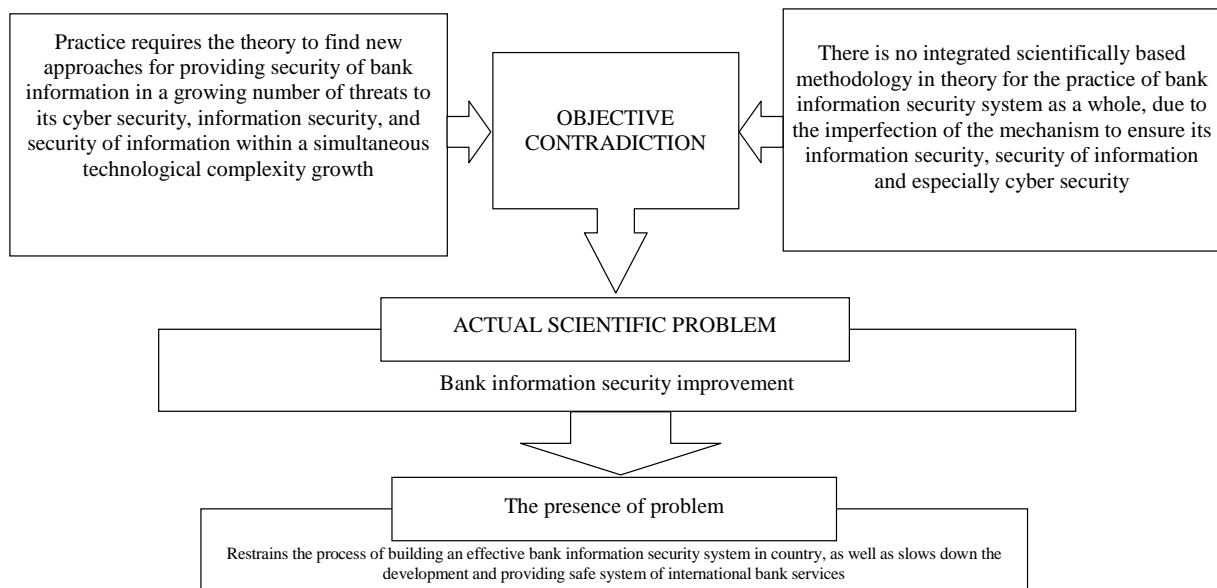 Practice requires the theory to find new
approaches for providing security of bank
information in a growing number of threats to
its cyber security, information security, and
security of information within a simultaneous
technological complexity growth
OBJECTIVE
CONTRADICTION
There is no integrated scientifically based
methodology in theory for the practice of bank
information security system as a whole, due to
the imperfection of the mechanism to ensure its
information security, security of information
and especially cyber security
ACTUAL SCIENTIFIC PROBLEM
Bank information security improvement
The presence of problem
Restrains the process of building an effective bank information security system in country, as well as slows down the
development and providing safe system of international bank services